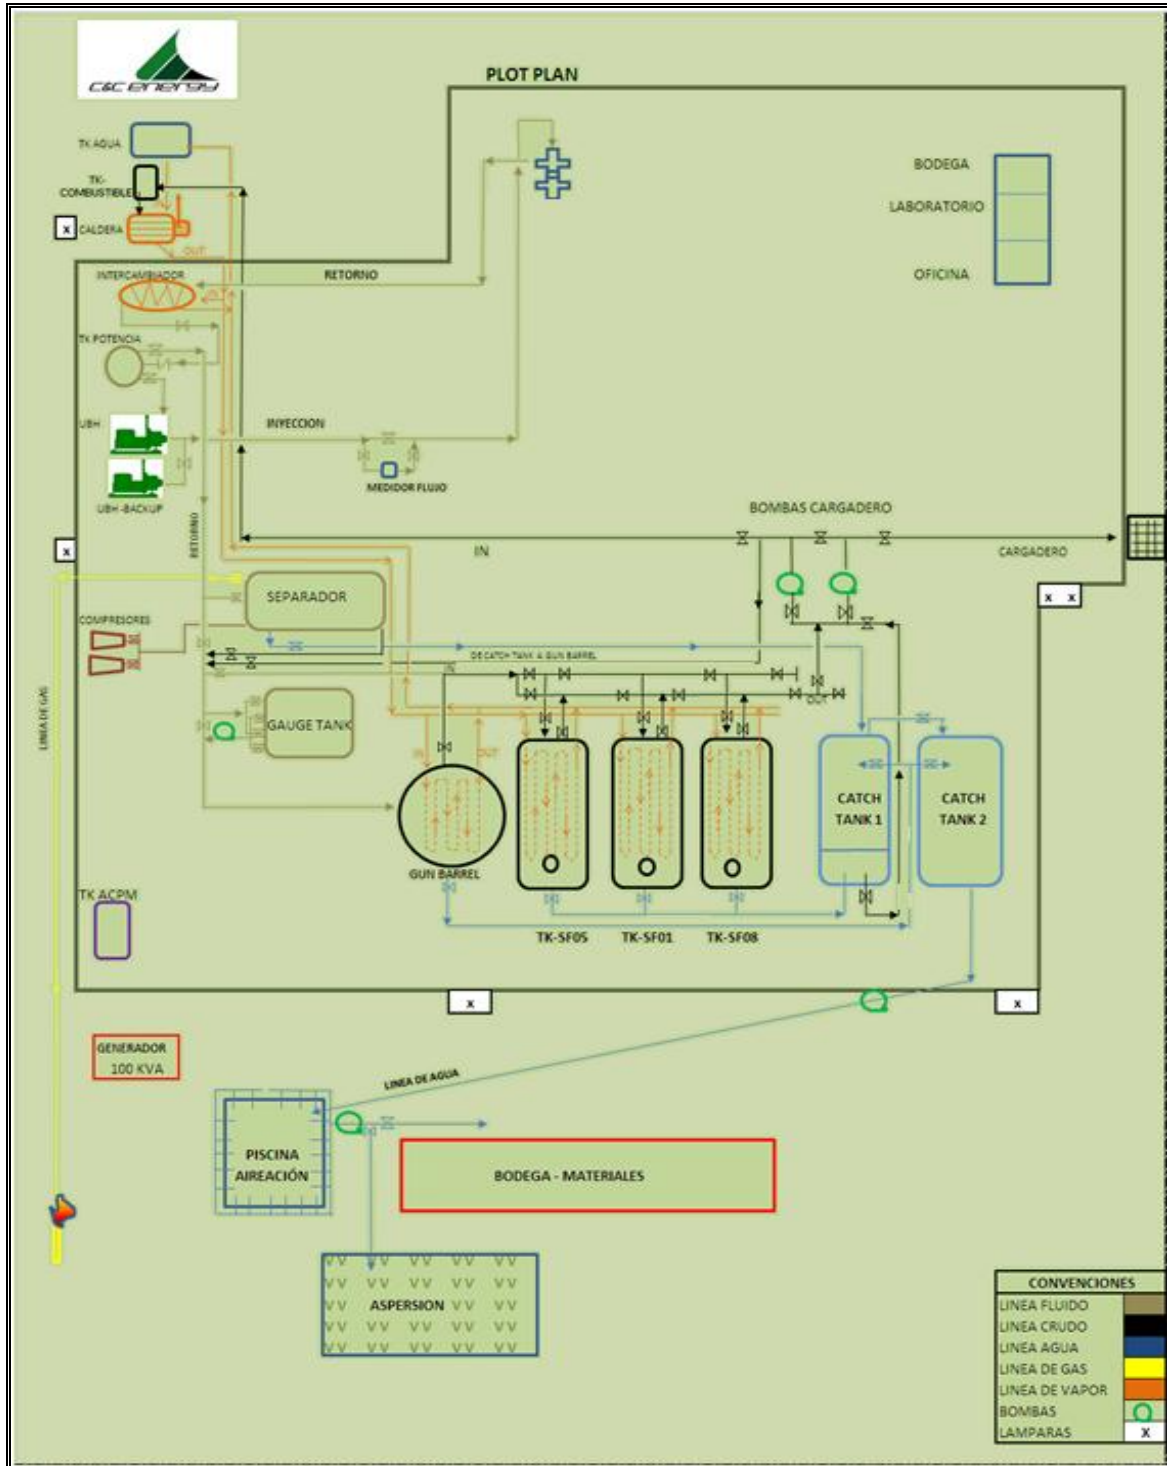 C&C energy
PLOT PLAN
TK AGUA
TK-
COMBUSTIBLE
X CALDERA
OUT
BODEGA
LABORATORIO
OFICINA
INTERCAMBIADOR
IN
RETORNO
TK POTENCIA
UBH
INYECCION
MEDIDOR FLUJO
UBH -BACKUP
RETORNO
BOMBAS CARGADERO
X
IN
CARGADERO
SEPARADOR
X X
COMPRESORES
DE CATCH TANK A GUN BARREL
IN
OUT
LINEA DE GAS
GAUGE TANK
IN
OUT
CATCH
TANK 1
CATCH
TANK 2
GUN BARREL
TK ACPM
TK-SF05
TK-SF01
TK-SF08
X
X
GENERADOR
100 KVA
LINEA DE AGUA
PISCINA
AIREACIÓN
BODEGA - MATERIALES
V V V V V V V V V V
V V V V V V V V V V
V V ASPERSION V V V V
V V V V V V V V V V
V V V V V V V V V V
CONVENCIONES
LINEA FLUIDO
LINEA CRUDO
LINEA AGUA
LINEA DE GAS
LINEA DE VAPOR
BOMBAS
LAMPARAS X